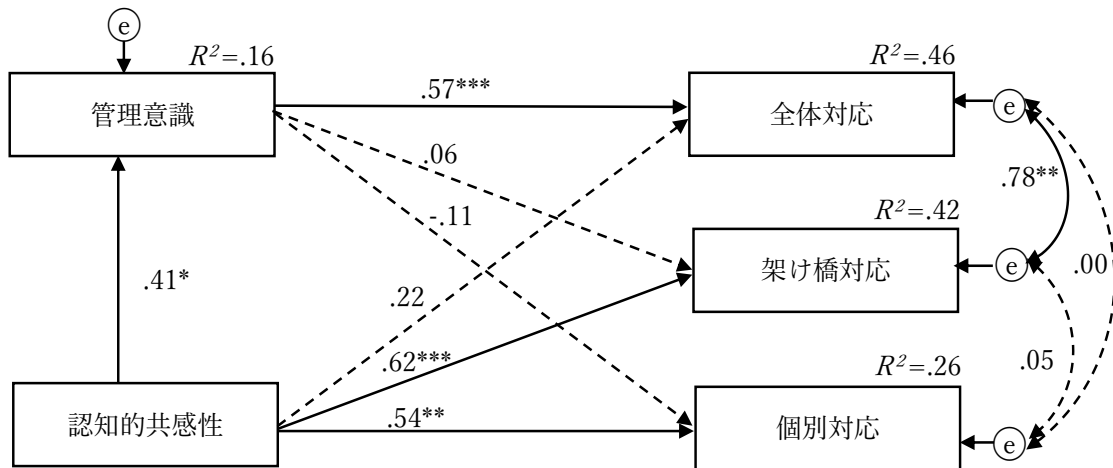 e
R²=.16
R²=.46
管理意識
.57***
全体対応
e
.06
.78**
-.11
R²=.42
架け橋対応
e
.00
.41*
.22
.62***
R²=.26
.05
認知的共感性
.54**
個別対応
e